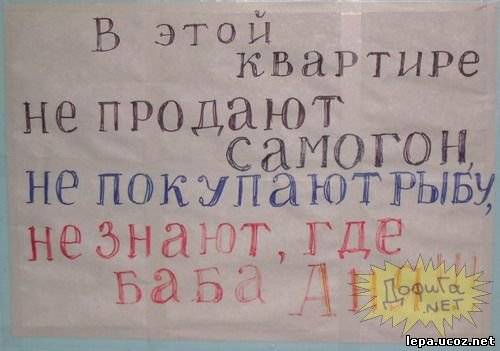 В этой
квартире
не продают
самогон,
не покупают рыбу,
не знают, где
баба
Дофига
.NET
lepa.ucoz.net